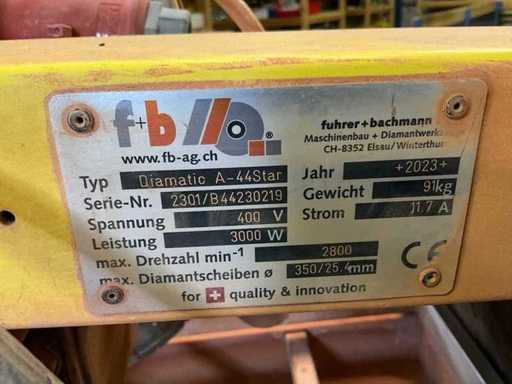 f+b ®
www.fb-ag.ch
fuhrer+bachmann
Maschinenbau + Diamantwerkz
CH-8352 Elsau/Winterthur
Typ Diamatic A-44Star
Serie-Nr. 2301/B44230219
Spannung 400 V
Leistung 3000 W
Jahr +2023+
Gewicht 91kg
Strom 11.7 A
max. Drehzahl min-1 2800
max. Diamantscheiben ø 350/25.4mm
CE
for quality & innovation